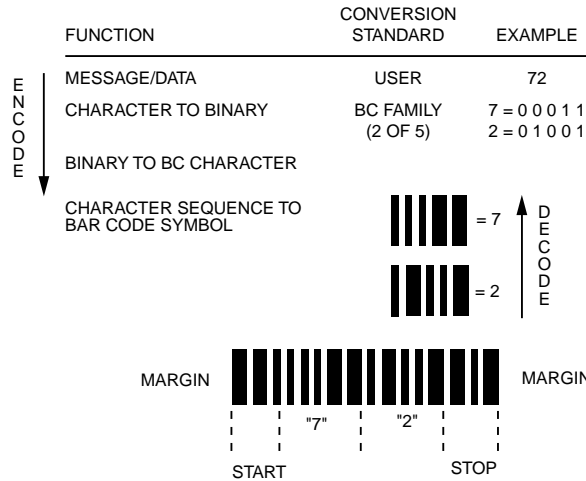 FUNCTION CONVERSION STANDARD EXAMPLE
ENCODE
MESSAGE/DATA USER 72
CHARACTER TO BINARY BC FAMILY (2 OF 5) 7 = 0 0 0 1 1
2 = 0 1 0 0 1
BINARY TO BC CHARACTER
CHARACTER SEQUENCE TO
BAR CODE SYMBOL
= 7
= 2
DECODE
MARGIN MARGIN
"7" "2"
START STOP